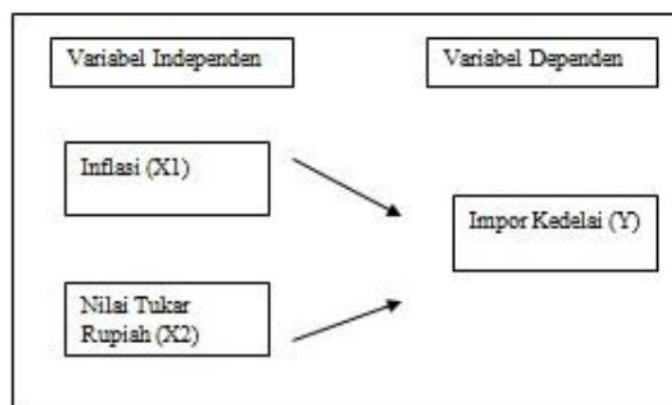 Variabel Independen
Variabel Dependen
Inflasi (X1)
Impor Kedelai (Y)
Nilai Tukar
Rupiah (X2)